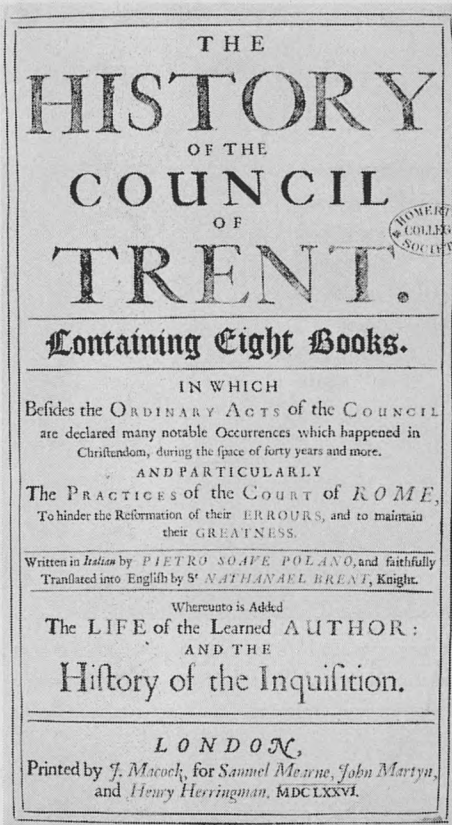 THE
HISTORY
OF THE
COUNCIL
OF
TRENT.
HOMERT
& COLLEG
SOCIET
Containing Eight Books.
IN WHICH
Beſides the ORDINARY ACTS of the COUNCIL
are declared many notable Occurrences which happened in
Chriſtendom, during the ſpace of forty years and more.
AND PARTICULARLY
The PRACTICES of the COURT of ROME,
To hinder the Reformation of their ERROURS, and to maintain
their GREATNESS.
Written in Italian by PIETRO SOAVE POLANO, and faithfully
Tranſlated into Engliſh by Sr NATHANAEL BRENT, Knight.
Whereunto is Added
The LIFE of the Learned AUTHOR:
AND THE
Hiſtory of the Inquiſition.
LONDON,
Printed by J. Macock, for Samuel Mearne, John Martyn,
and Henry Herringman. MDCLXXVI.